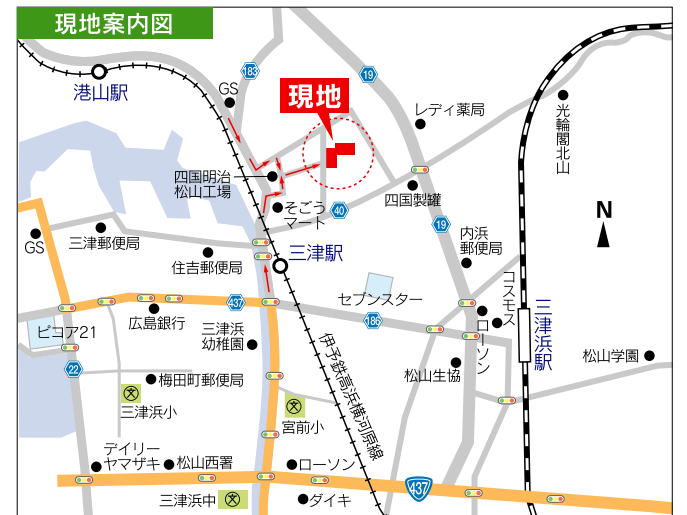 現地案内図
港山駅
183
GS
現地
19
レディ薬局
光輪閣北山
四国明治
松山工場
四国製罐
そごう
マート
40
N
GS
三津郵便局
三津駅
19
内浜
郵便局
住吉郵便局
コスモス
437
セブンスター
三津浜駅
広島銀行
186
ローソン
ピコア21
三津浜
幼稚園
伊予鉄高浜横河原線
松山学園
22
梅田町郵便局
松山生協
文
三津浜小
文
宮前小
デイリー
ヤマザキ
松山西署
ローソン
437
三津浜中
文
ダイキ